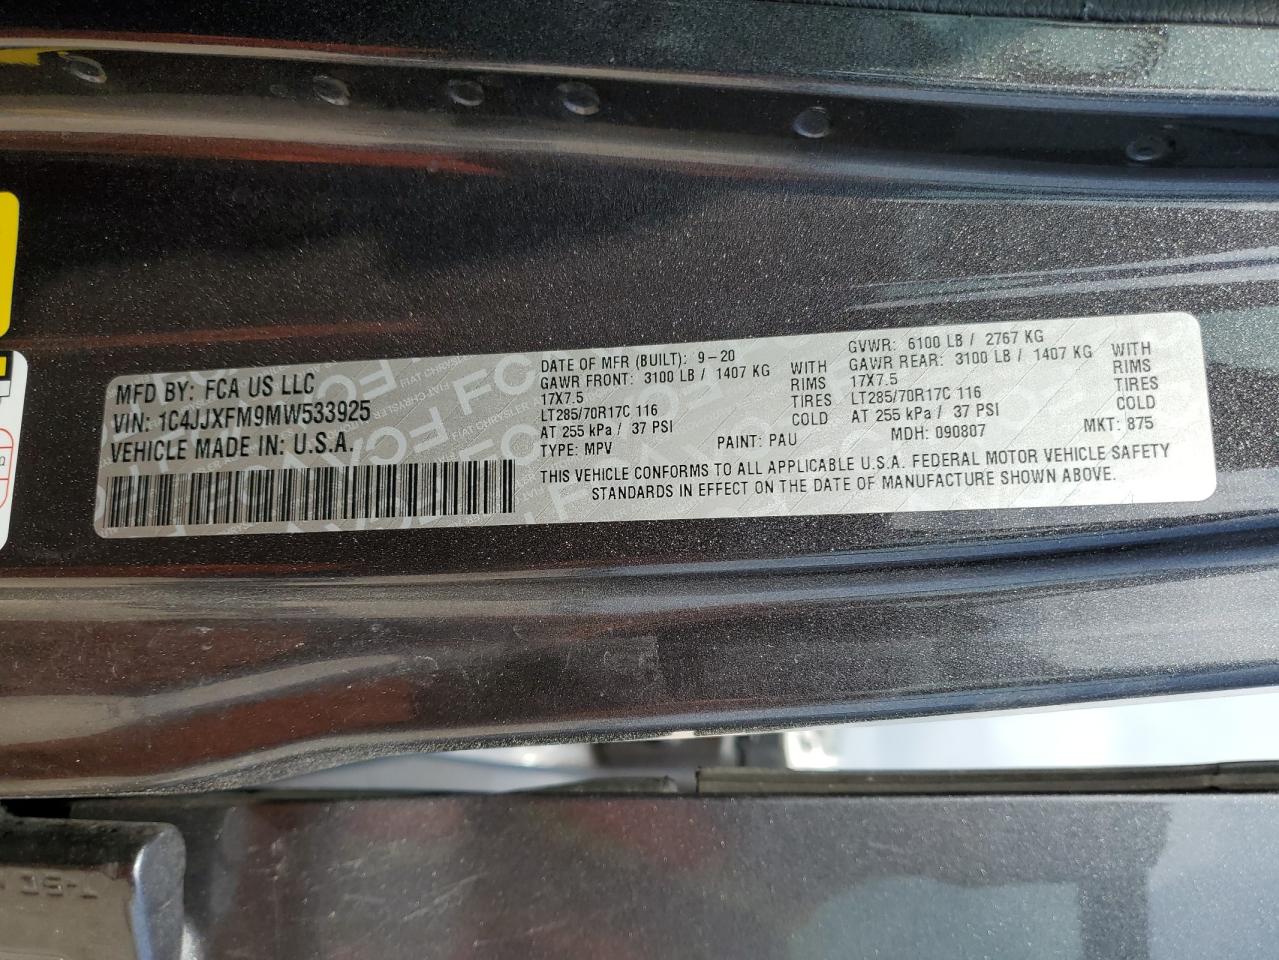 MFD BY: FCA US LLC
VIN: 1C4JJXFM9MW533925
VEHICLE MADE IN: U.S.A.
DATE OF MFR (BUILT): 9-20
GAWR FRONT: 3100 LB / 1407 KG WITH
17X7.5 RIMS
LT285/70R17C 116 TIRES
AT 255 kPa / 37 PSI COLD
TYPE: MPV PAINT: PAU
GVWR: 6100 LB / 2767 KG
GAWR REAR: 3100 LB / 1407 KG WITH
17X7.5 RIMS
LT285/70R17C 116 TIRES
AT 255 kPa / 37 PSI COLD
MDH: 090807 MKT: 875
THIS VEHICLE CONFORMS TO ALL APPLICABLE U.S.A. FEDERAL MOTOR VEHICLE SAFETY
STANDARDS IN EFFECT ON THE DATE OF MANUFACTURE SHOWN ABOVE.